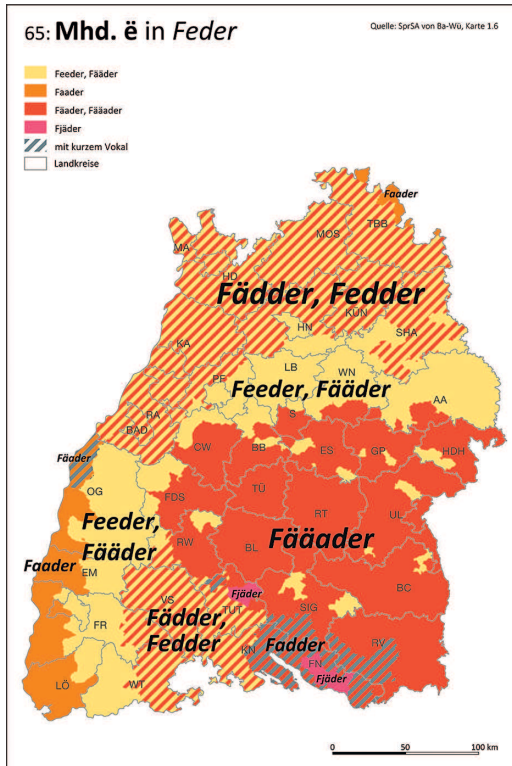 65: Mhd. ë in Feder
Quelle: SprSA von Ba-Wü, Karte 1.6
Feeder, Fääder
Faader
Fäader, Fääader
Fjäder
mit kurzem Vokal
Landkreise
Faader
TBB
MOS
MA
HD
Fädder, Fedder
KÜN
HN
SHA
KA
LB
WN
PF
Feeder, Fääder
AA
RA
S
BAD
CW
BB
ES
GP
HDH
Fäader
OG
FDS
TÜ
RT
UL
Feeder,
Fääder
RW
BL
Fääader
Faader
EM
BC
VS
Fjäder
TUT
SIG
Fädder,
Fedder
FR
KN
Fadder
RV
FN
Fjäder
LÖ
WT
0 50 100 km